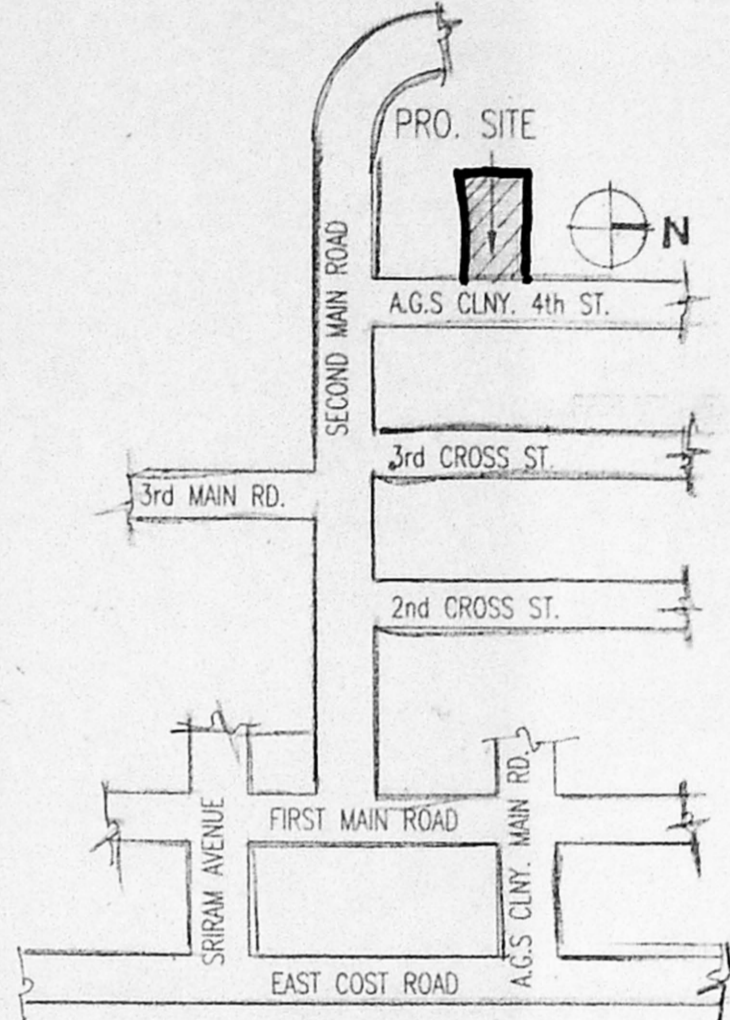 PRO. SITE
N
SECOND MAIN ROAD
A.G.S CLNY. 4th ST.
3rd CROSS ST.
3rd MAIN RD.
2nd CROSS ST.
FIRST MAIN ROAD
SRIRAM AVENUE
A.G.S CLNY. MAIN RD.
EAST COST ROAD